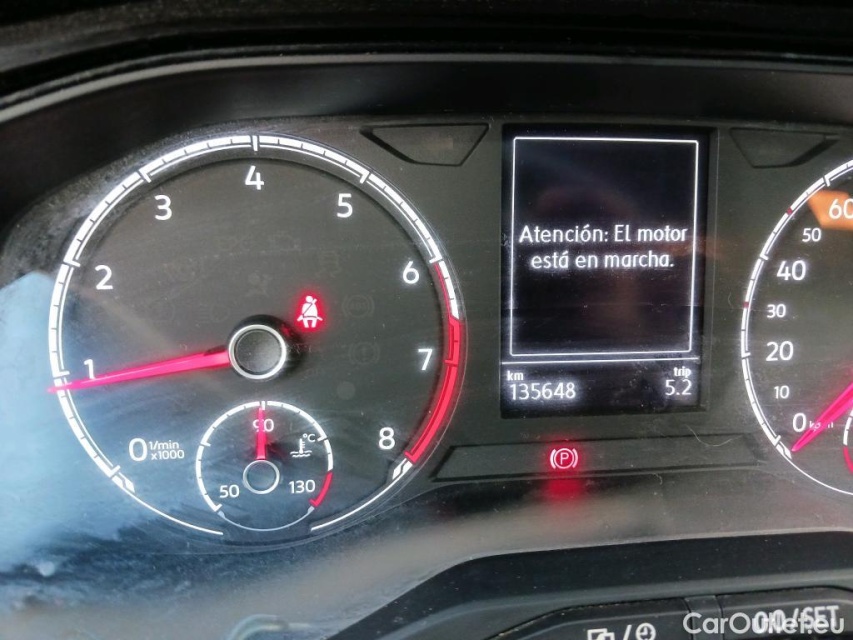 4
3
5
2
6
1
7
0 1/min
x1000
8
90
°C
50
130
Atención: El motor
está en marcha.
km
trip
135648
5.2
P
60
50
40
30
20
10
0
CarOutlet.eu